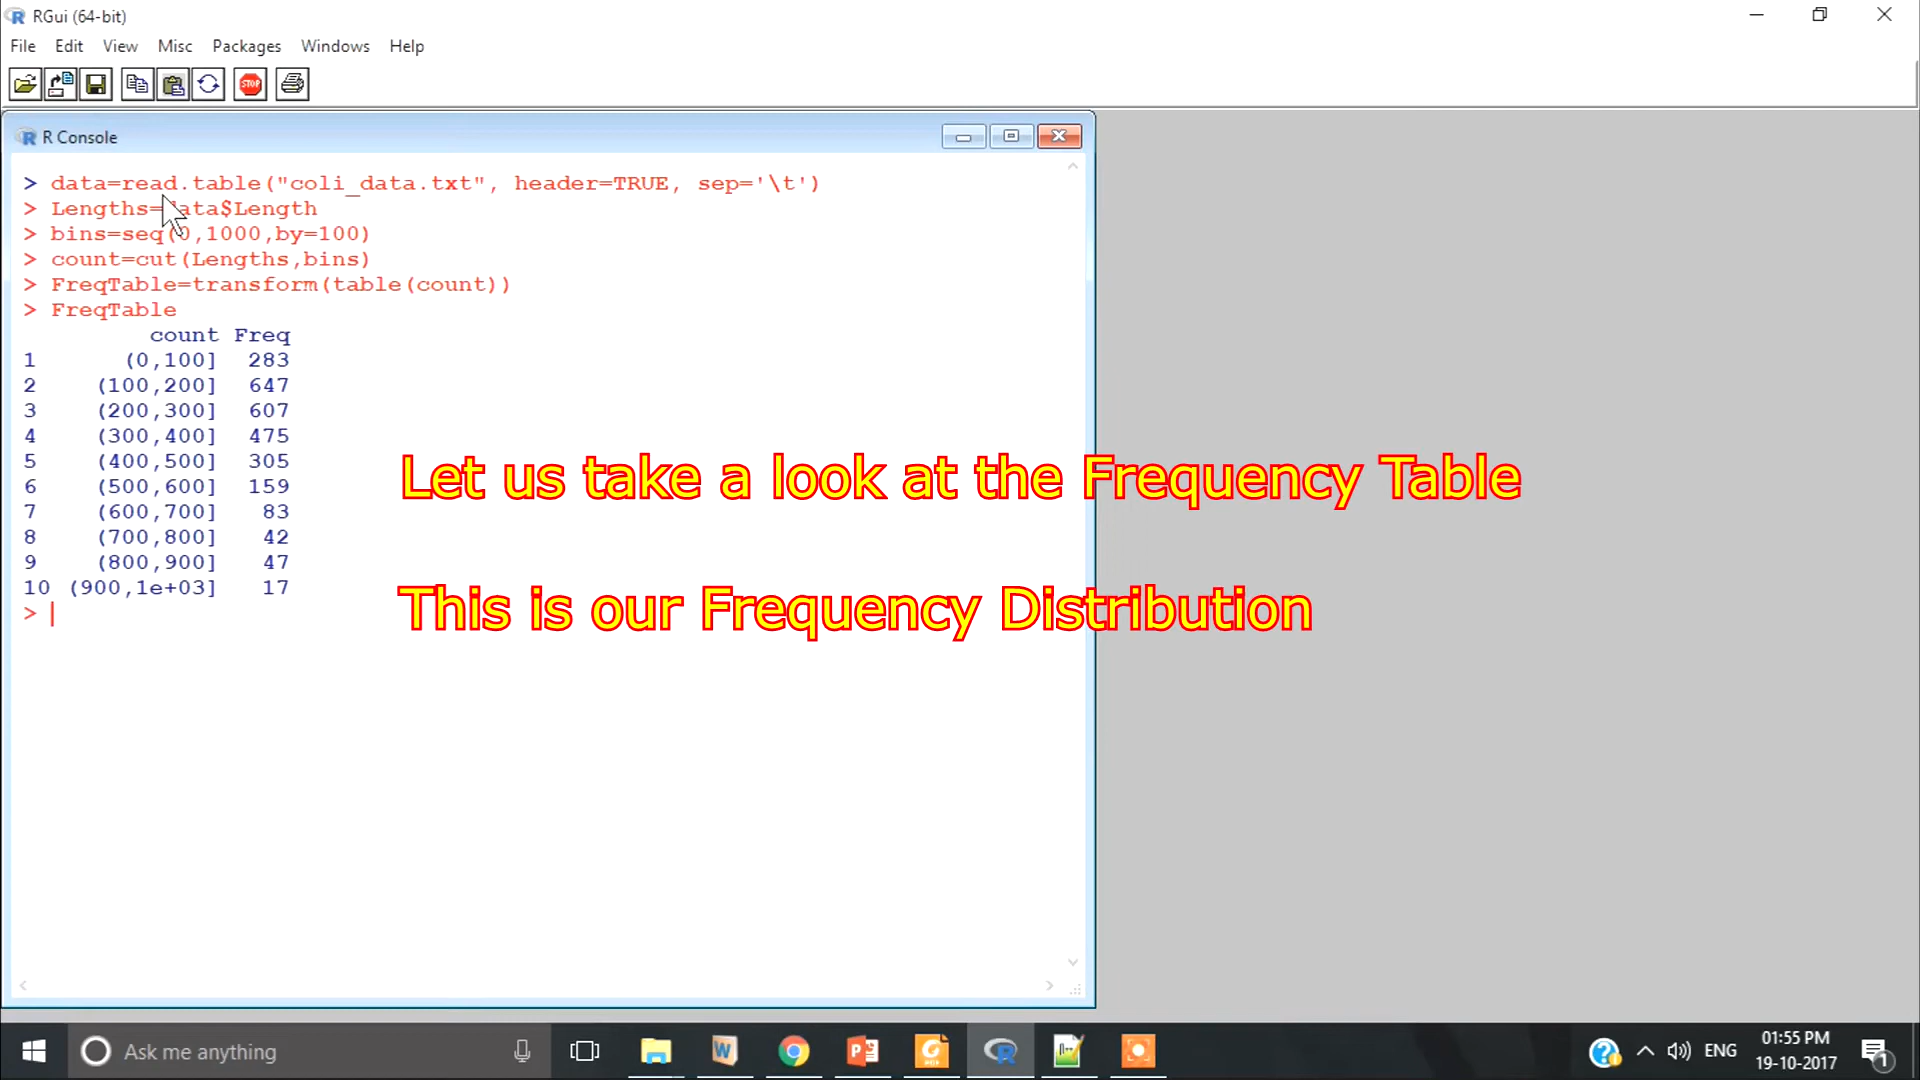 RGui (64-bit)
File Edit View Misc Packages Windows Help
STOP
R Console
> data=read.table("coli_data.txt", header=TRUE, sep='\t')
> Lengths=data$Length
> bins=seq(0,1000,by=100)
> count=cut(Lengths,bins)
> FreqTable=transform(table(count))
> FreqTable
count Freq
1 (0,100] 283
2 (100,200] 647
3 (200,300] 607
4 (300,400] 475
5 (400,500] 305
6 (500,600] 159
7 (600,700] 83
8 (700,800] 42
9 (800,900] 47
10 (900,1e+03] 17
>
Let us take a look at the Frequency Table
This is our Frequency Distribution
Ask me anything
ENG
01:55 PM
19-10-2017
1